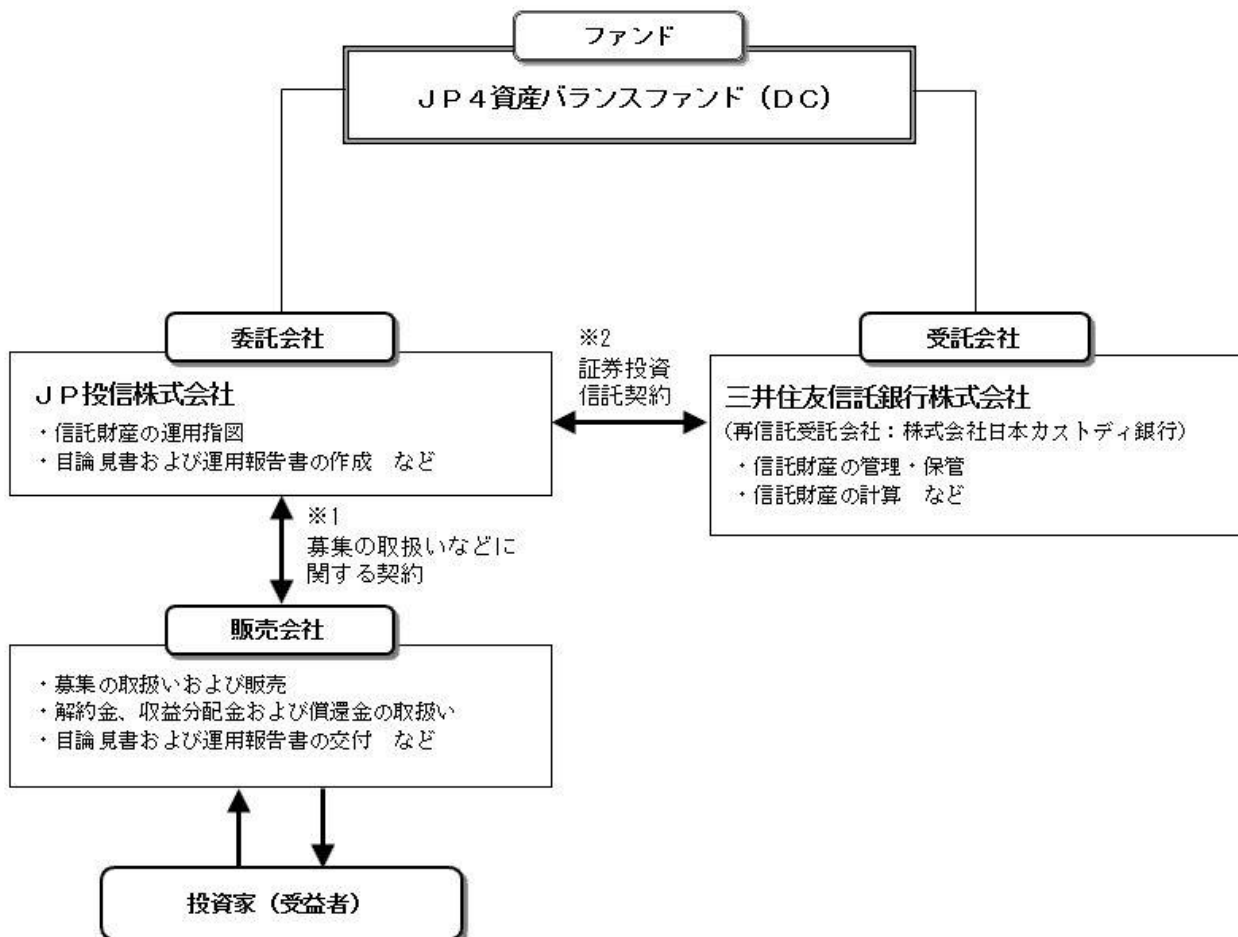 ファンド
JP4資産バランスファンド(DC)
委託会社
JP投信株式会社
・信託財産の運用指図
・目論見書および運用報告書の作成 など
※2
証券投資
信託契約
受託会社
三井住友信託銀行株式会社
(再信託受託会社:株式会社日本カストディ銀行)
・信託財産の管理・保管
・信託財産の計算 など
※1
募集の取扱いなどに
関する契約
販売会社
・募集の取扱いおよび販売
・解約金、収益分配金および償還金の取扱い
・目論見書および運用報告書の交付 など
投資家(受益者)